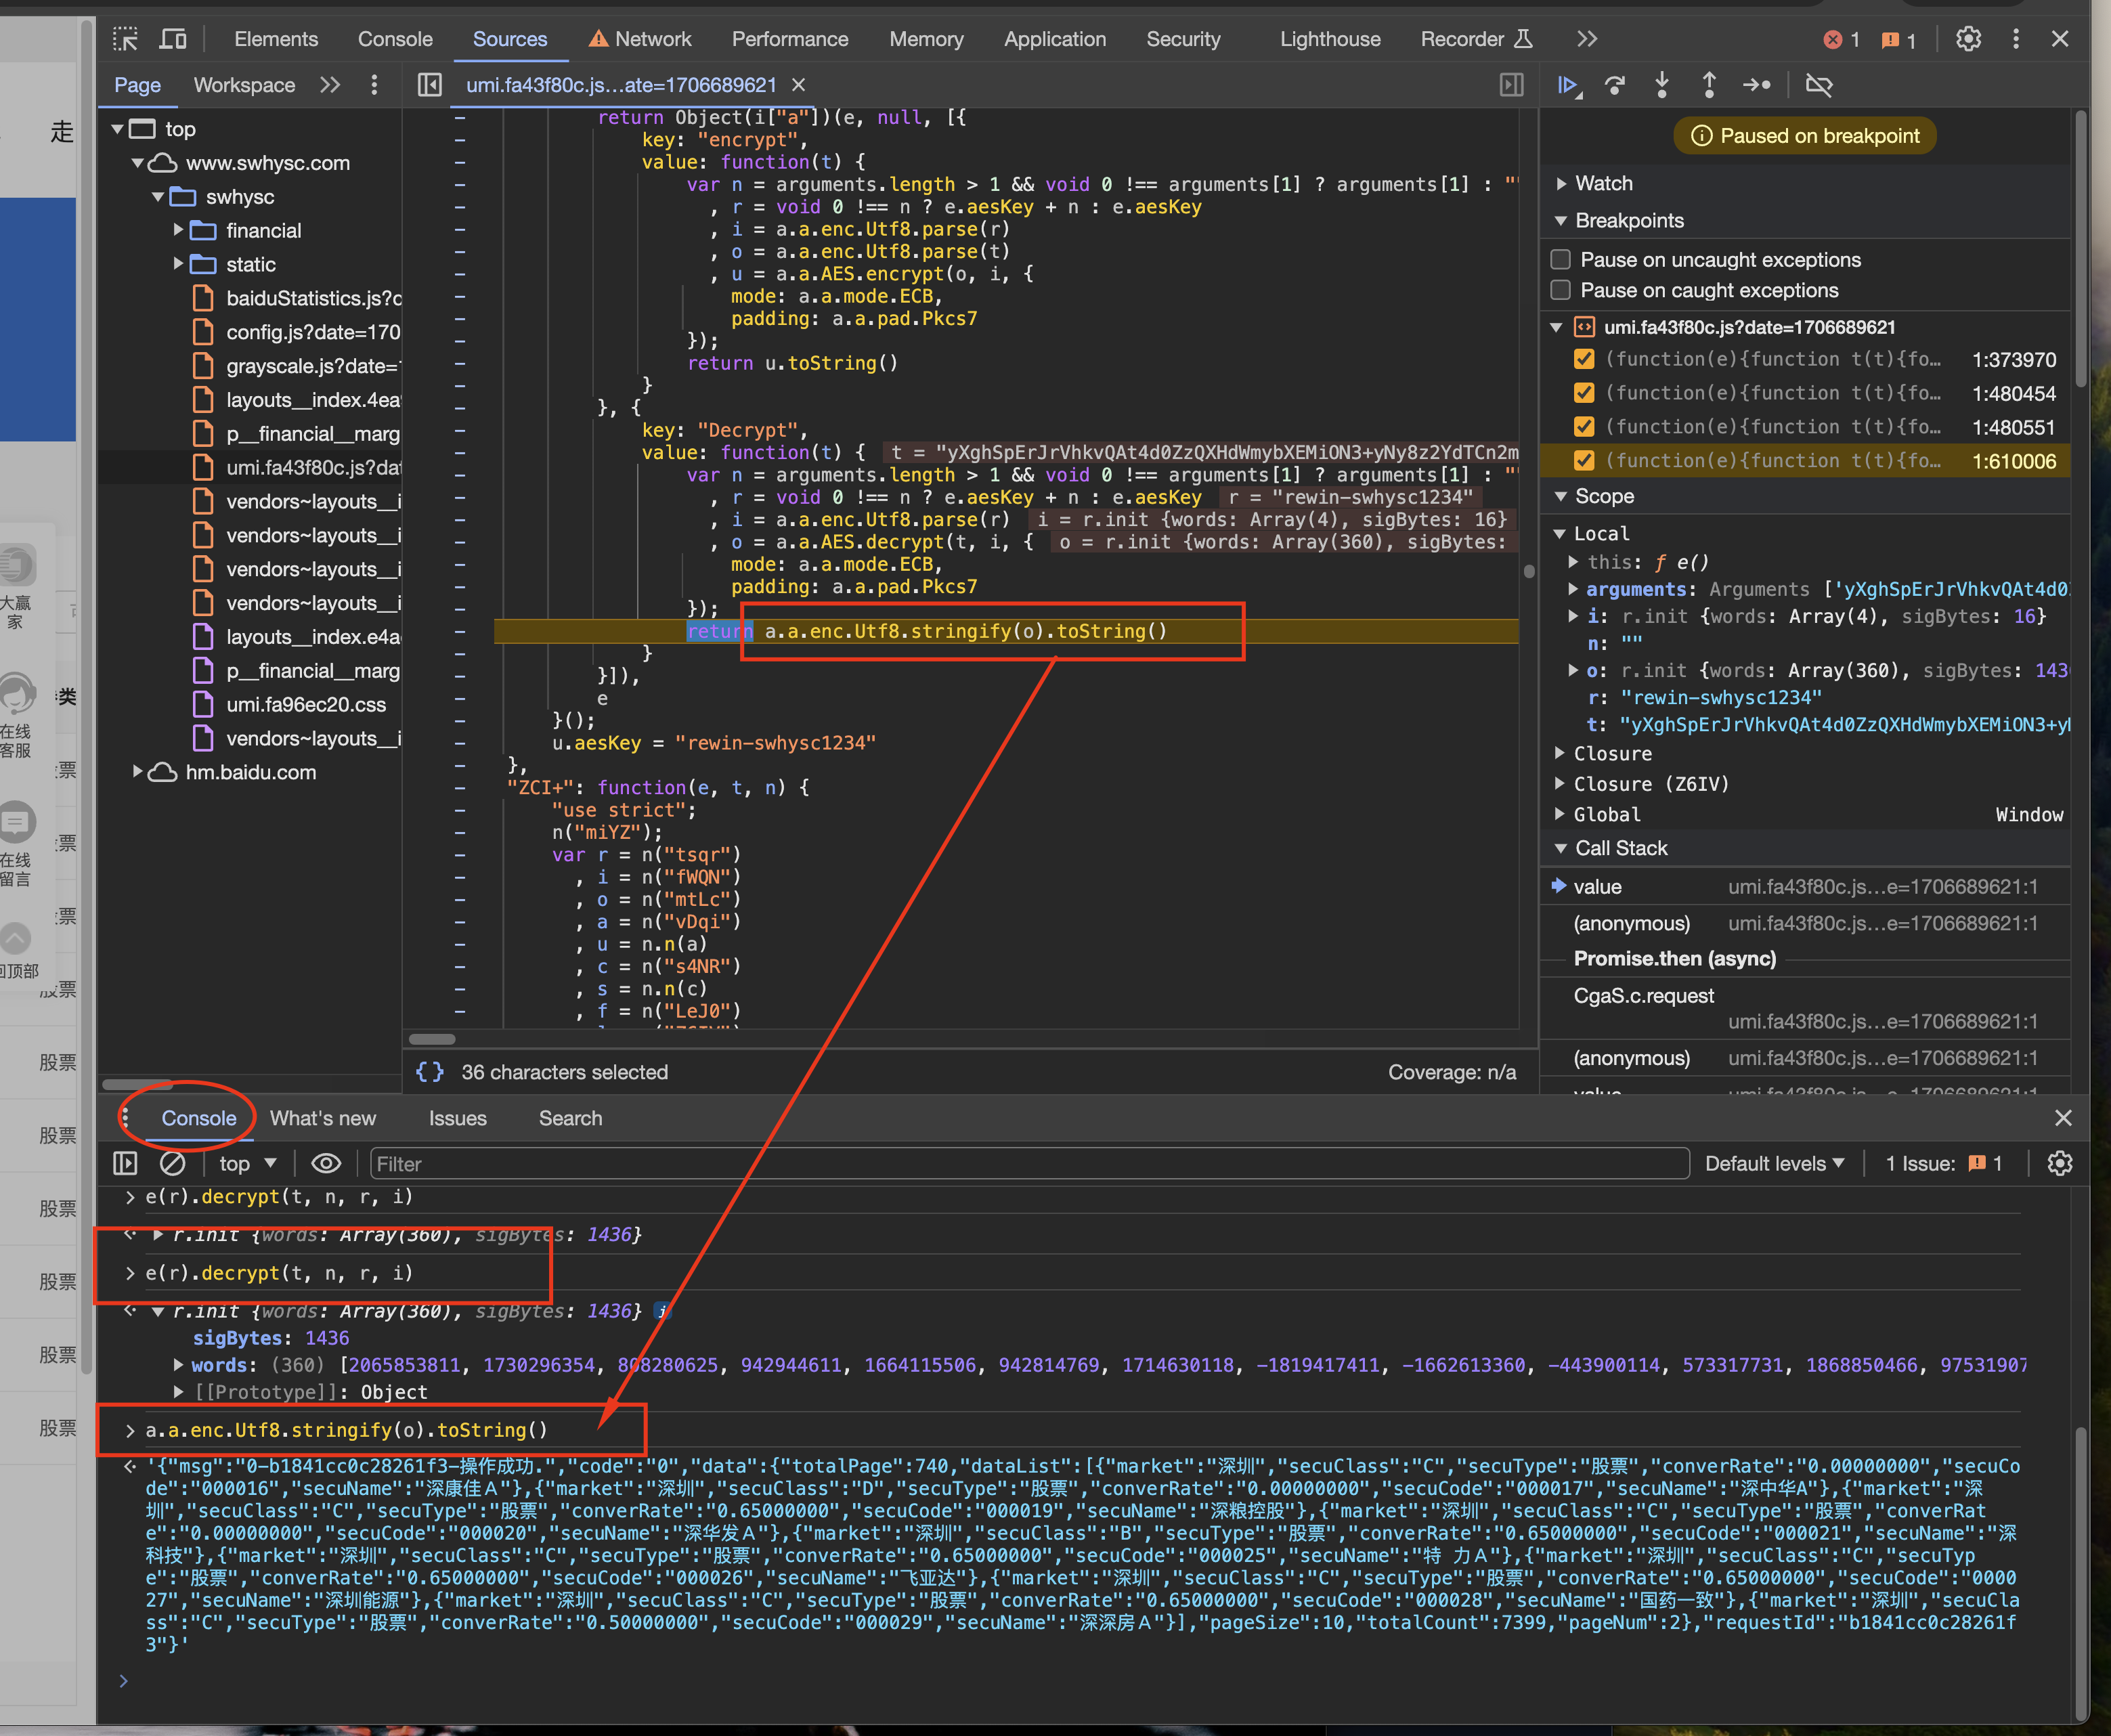 Elements Console Sources Network Performance Memory Application Security Lighthouse Recorder 1 1
Page Workspace umi.fa43f80c.js...ate=1706689621
走
top
www.swhysc.com
swhysc
financial
static
baiduStatistics.js?c
config.js?date=170
grayscale.js?date=
layouts__index.4ea
p__financial__marg
umi.fa43f80c.js?dat
vendors~layouts__i
vendors~layouts__i
vendors~layouts__i
vendors~layouts__i
layouts__index.e4a
p__financial__marg
umi.fa96ec20.css
vendors~layouts__i
hm.baidu.com
大赢
家
在线
客服
在线
留言
回顶部
类
股票
股票
股票
股票
股票
股票
股票
return Object(i["a"])(e, null, [{
key: "encrypt",
value: function(t) {
var n = arguments.length > 1 && void 0 !== arguments[1] ? arguments[1] : ""
, r = void 0 !== n ? e.aesKey + n : e.aesKey
, i = a.a.enc.Utf8.parse(r)
, o = a.a.enc.Utf8.parse(t)
, u = a.a.AES.encrypt(o, i, {
mode: a.a.mode.ECB,
padding: a.a.pad.Pkcs7
});
return u.toString()
}
}, {
key: "Decrypt",
value: function(t) { t = "yXghSpErJrVhkvQAt4d0ZzQXHdWmybXEMiON3+yNy8z2YdTCn2m
var n = arguments.length > 1 && void 0 !== arguments[1] ? arguments[1] : ""
, r = void 0 !== n ? e.aesKey + n : e.aesKey r = "rewin-swhysc1234"
, i = a.a.enc.Utf8.parse(r) i = r.init {words: Array(4), sigBytes: 16}
, o = a.a.AES.decrypt(t, i, { o = r.init {words: Array(360), sigBytes:
mode: a.a.mode.ECB,
padding: a.a.pad.Pkcs7
});
return a.a.enc.Utf8.stringify(o).toString()
}
}]),
e
}();
u.aesKey = "rewin-swhysc1234"
},
"ZCI+": function(e, t, n) {
"use strict";
n("miYZ");
var r = n("tsqr")
, i = n("fWQN")
, o = n("mtLc")
, a = n("vDqi")
, u = n.n(a)
, c = n("s4NR")
, s = n.n(c)
, f = n("LeJ0")
{ } 36 characters selected Coverage: n/a
Paused on breakpoint
Watch
Breakpoints
Pause on uncaught exceptions
Pause on caught exceptions
umi.fa43f80c.js?date=1706689621
(function(e){function t(t){fo… 1:373970
(function(e){function t(t){fo… 1:480454
(function(e){function t(t){fo… 1:480551
(function(e){function t(t){fo… 1:610006
Scope
Local
this: ƒ e()
arguments: Arguments ['yXghSpErJrVhkvQAt4d0
i: r.init {words: Array(4), sigBytes: 16}
n: ""
o: r.init {words: Array(360), sigBytes: 143
r: "rewin-swhysc1234"
t: "yXghSpErJrVhkvQAt4d0ZzQXHdWmybXEMiON3+y
Closure
Closure (Z6IV)
Global Window
Call Stack
value umi.fa43f80c.js...e=1706689621:1
(anonymous) umi.fa43f80c.js...e=1706689621:1
Promise.then (async)
CgaS.c.request
umi.fa43f80c.js...e=1706689621:1
(anonymous) umi.fa43f80c.js...e=1706689621:1
Console What's new Issues Search
top Filter Default levels 1 Issue: 1
> e(r).decrypt(t, n, r, i)
r.init {words: Array(360), sigBytes: 1436}
> e(r).decrypt(t, n, r, i)
r.init {words: Array(360), sigBytes: 1436} i
sigBytes: 1436
words: (360) [2065853811, 1730296354, 808280625, 942944611, 1664115506, 942814769, 1714630118, -1819417411, -1662613360, -443900114, 573317731, 1868850466, 97531907
[[Prototype]]: Object
> a.a.enc.Utf8.stringify(o).toString()
'{"msg":"0-b1841cc0c28261f3-操作成功.","code":"0","data":{"totalPage":740,"dataList":[{"market":"深圳","secuClass":"C","secuType":"股票","converRate":"0.00000000","secuCo
de":"000016","secuName":"深康佳Ａ"},{"market":"深圳","secuClass":"D","secuType":"股票","converRate":"0.00000000","secuCode":"000017","secuName":"深中华A"},{"market":"深
圳","secuClass":"C","secuType":"股票","converRate":"0.65000000","secuCode":"000019","secuName":"深粮控股"},{"market":"深圳","secuClass":"C","secuType":"股票","converRat
e":"0.00000000","secuCode":"000020","secuName":"深华发Ａ"},{"market":"深圳","secuClass":"B","secuType":"股票","converRate":"0.65000000","secuCode":"000021","secuName":"深
科技"},{"market":"深圳","secuClass":"C","secuType":"股票","converRate":"0.65000000","secuCode":"000025","secuName":"特 力Ａ"},{"market":"深圳","secuClass":"C","secuTyp
e":"股票","converRate":"0.65000000","secuCode":"000026","secuName":"飞亚达"},{"market":"深圳","secuClass":"C","secuType":"股票","converRate":"0.65000000","secuCode":"0000
27","secuName":"深圳能源"},{"market":"深圳","secuClass":"C","secuType":"股票","converRate":"0.65000000","secuCode":"000028","secuName":"国药一致"},{"market":"深圳","secuCla
ss":"C","secuType":"股票","converRate":"0.50000000","secuCode":"000029","secuName":"深深房Ａ"}],"pageSize":10,"totalCount":7399,"pageNum":2},"requestId":"b1841cc0c28261f
3"}'